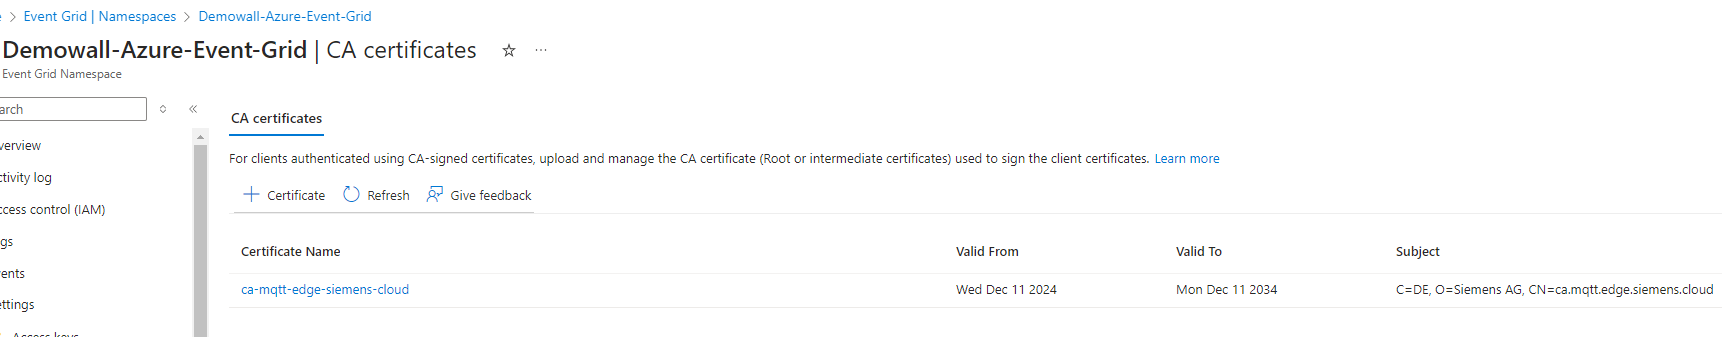 Event Grid | Namespaces > Demowall-Azure-Event-Grid
Demowall-Azure-Event-Grid | CA certificates
Event Grid Namespace
arch
CA certificates
verview
For clients authenticated using CA-signed certificates, upload and manage the CA certificate (Root or intermediate certificates) used to sign the client certificates. Learn more
ctivity log
Certificate Refresh Give feedback
ccess control (IAM)
gs
Certificate Name Valid From Valid To Subject
ents
ca-mqtt-edge-siemens-cloud Wed Dec 11 2024 Mon Dec 11 2034 C=DE, O=Siemens AG, CN=ca.mqtt.edge.siemens.cloud
ettings
Access keys